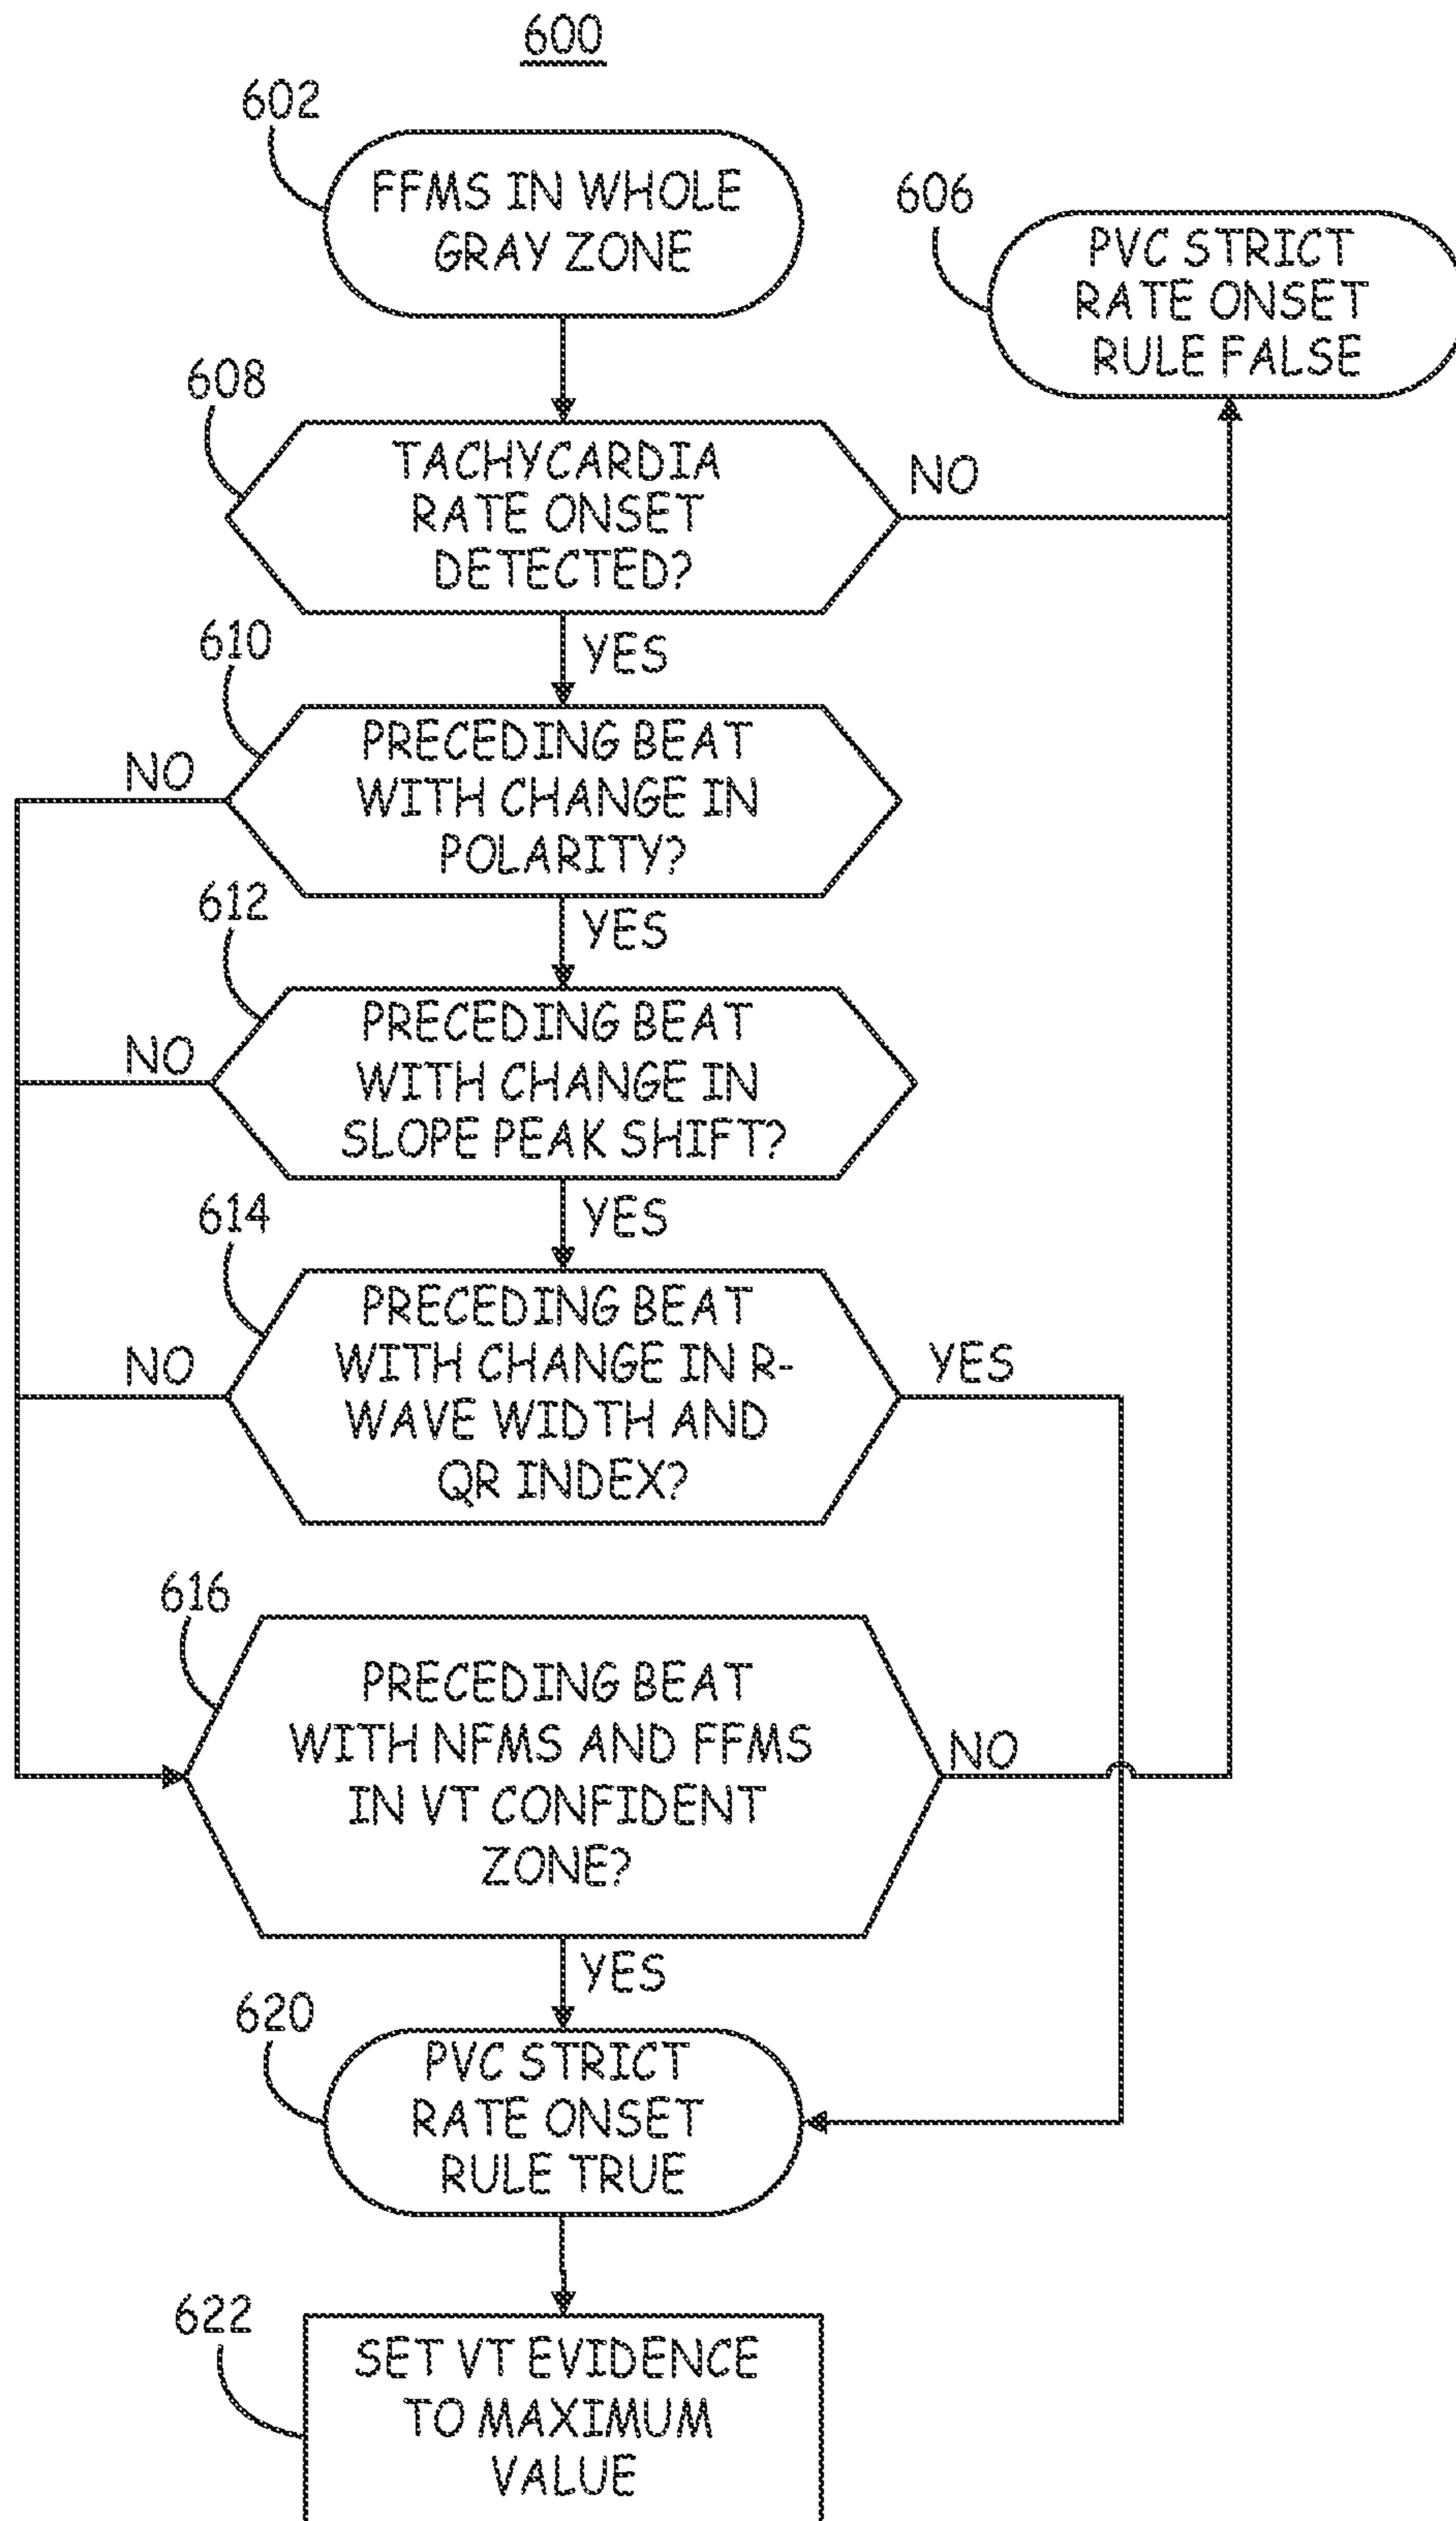 600
602
FFMS IN WHOLE
GRAY ZONE
606
PVC STRICT
RATE ONSET
RULE FALSE
608
TACHYCARDIA
RATE ONSET
DETECTED?
NO
YES
610
PRECEDING BEAT
WITH CHANGE IN
POLARITY?
NO
YES
612
PRECEDING BEAT
WITH CHANGE IN
SLOPE PEAK SHIFT?
NO
YES
614
PRECEDING BEAT
WITH CHANGE IN R-
WAVE WIDTH AND
QR INDEX?
NO
YES
616
PRECEDING BEAT
WITH NFMS AND FFMS
IN VT CONFIDENT
ZONE?
NO
YES
620
PVC STRICT
RATE ONSET
RULE TRUE
622
SET VT EVIDENCE
TO MAXIMUM
VALUE